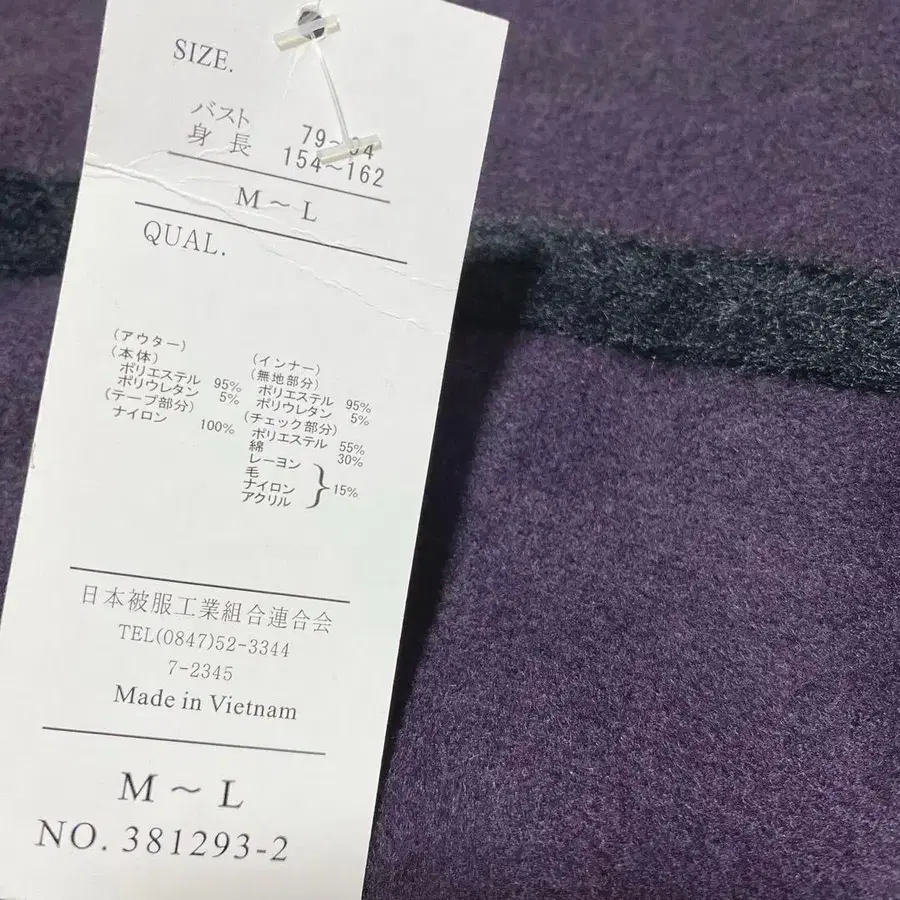 SIZE.
バスト 79~94
身長 154~162
M ~ L
QUAL.
(アウター)
(本体)
ポリエステル 95%
ポリウレタン 5%
(テープ部分)
ナイロン 100%
(インナー)
(無地部分)
ポリエステル 95%
ポリウレタン 5%
(チェック部分)
ポリエステル 55%
綿 30%
レーヨン
毛
ナイロン
アクリル
15%
日本被服工業組合連合会
TEL(0847)52-3344
7-2345
Made in Vietnam
M ~ L
NO. 381293-2